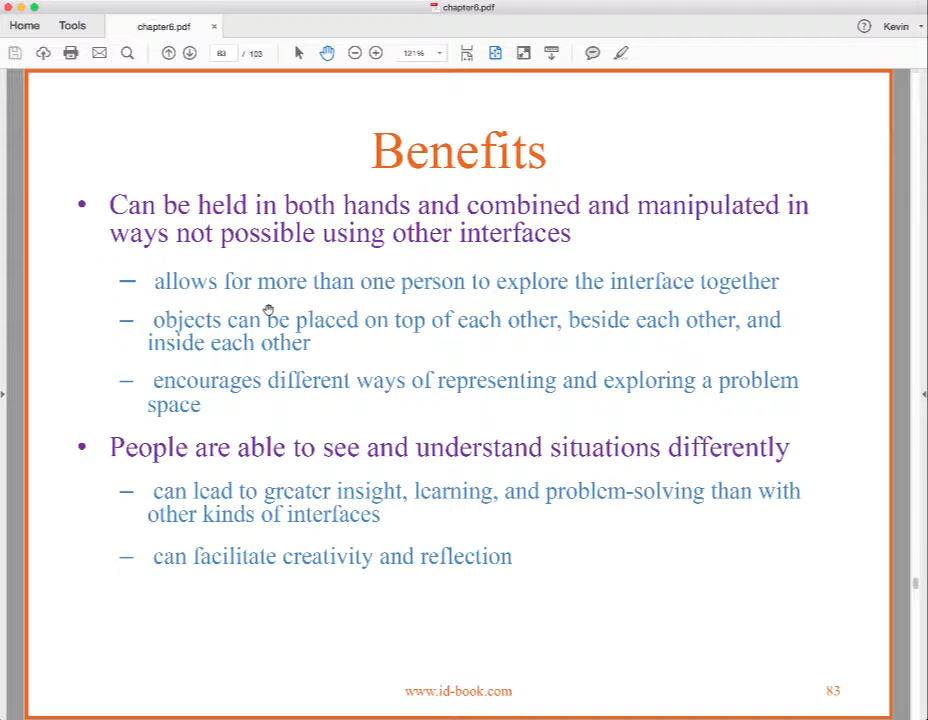 chapter6.pdf
Home Tools chapter6.pdf × ? Kevin
83 / 103 121%
Benefits
• Can be held in both hands and combined and manipulated in
ways not possible using other interfaces
– allows for more than one person to explore the interface together
– objects can be placed on top of each other, beside each other, and
inside each other
– encourages different ways of representing and exploring a problem
space
• People are able to see and understand situations differently
– can lead to greater insight, learning, and problem-solving than with
other kinds of interfaces
– can facilitate creativity and reflection
www.id-book.com 83